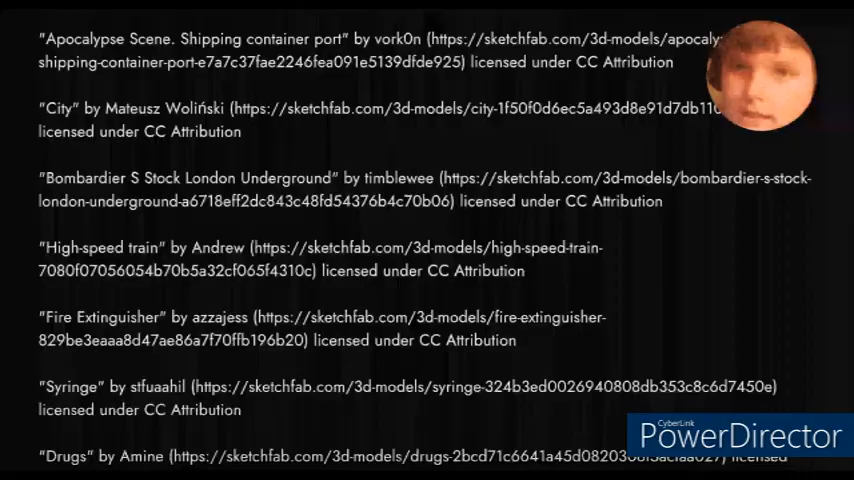 "Apocalypse Scene. Shipping container port" by vork0n (https://sketchfab.com/3d-models/
shipping-container-port-e7a7c37fae2246fea091e5139dfde925) licensed under CC Attribution
"City" by Mateusz Woliński (https://sketchfab.com/3d-models/
licensed under CC Attribution
"Bombardier S Stock London Underground" by timblewee (https://sketchfab.com/3d-models/bombardier-s-stock-
london-underground-a6718eff2dc843c48fd54376b4c70b06) licensed under CC Attribution
"High-speed train" by Andrew (https://sketchfab.com/3d-models/high-speed-train-
7080f07056054b70b5a32cf065f4310c) licensed under CC Attribution
"Fire Extinguisher" by azzajess (https://sketchfab.com/3d-models/fire-extinguisher-
829be3eaaa8d47ae86a7f70ffb196b20) licensed under CC Attribution
"Syringe" by stfuaahil (https://sketchfab.com/3d-models/syringe-324b3ed0026940808db353c8c6d7450e)
licensed under CC Attribution
CyberLink
PowerDirector
"Drugs" by Amine (https://sketchfab.com/3d-models/ licensed